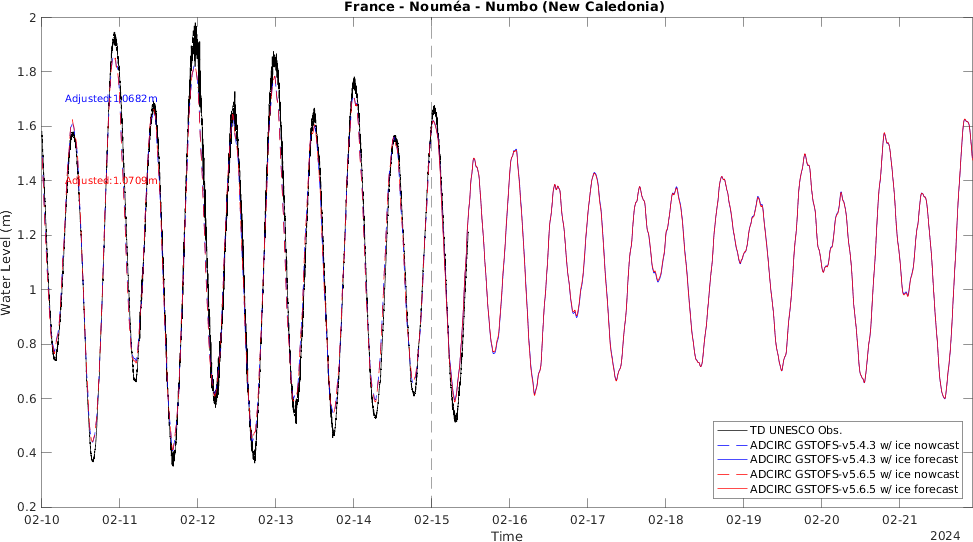 France - Nouméa - Numbo (New Caledonia)
2
1.8
1.6
1.4
1.2
1
0.8
0.6
0.4
0.2
Water Level (m)
Adjusted:1.0682m
Adjusted:1.0709m
TD UNESCO Obs.
ADCIRC GSTOFS-v5.4.3 w/ ice nowcast
ADCIRC GSTOFS-v5.4.3 w/ ice forecast
ADCIRC GSTOFS-v5.6.5 w/ ice nowcast
ADCIRC GSTOFS-v5.6.5 w/ ice forecast
02-10 02-11 02-12 02-13 02-14 02-15 02-16 02-17 02-18 02-19 02-20 02-21
Time
2024